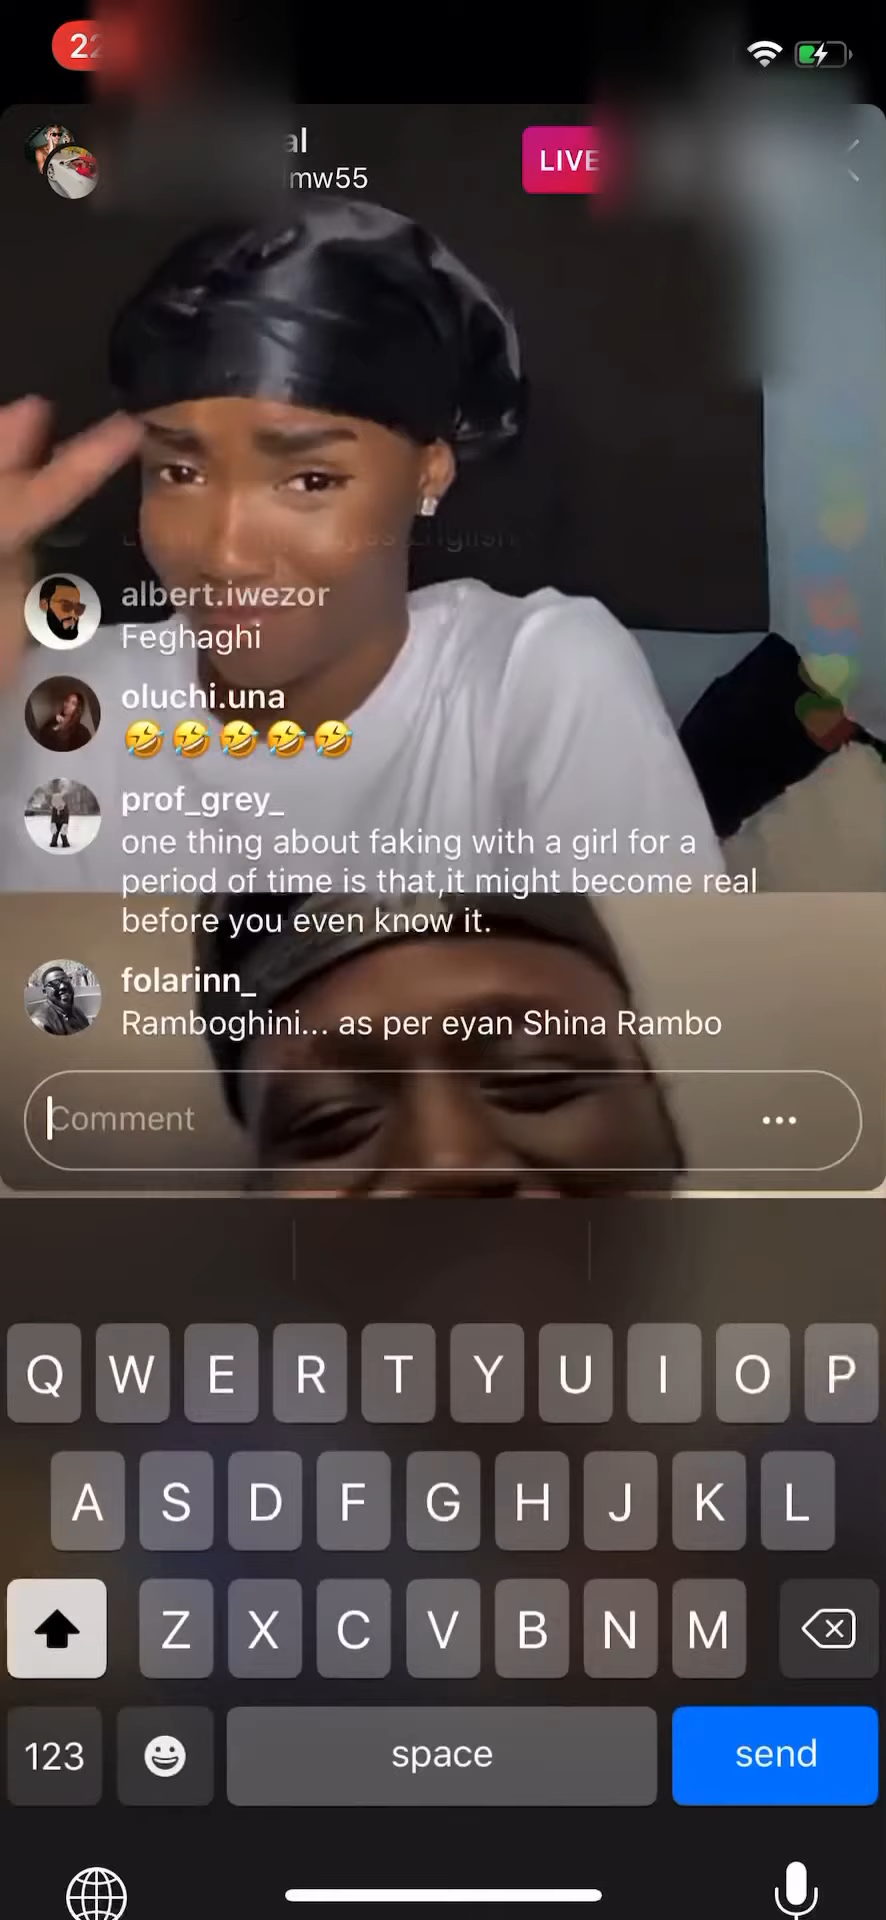 22
al
mw55
LIVE
albert.iwezor
Feghaghi
oluchi.una
🤣🤣🤣🤣🤣
prof_grey_
one thing about faking with a girl for a
period of time is that,it might become real
before you even know it.
folarinn_
Ramboghini... as per eyan Shina Rambo
Comment
Q W E R T Y U I O P
A S D F G H J K L
Z X C V B N M
123 space send